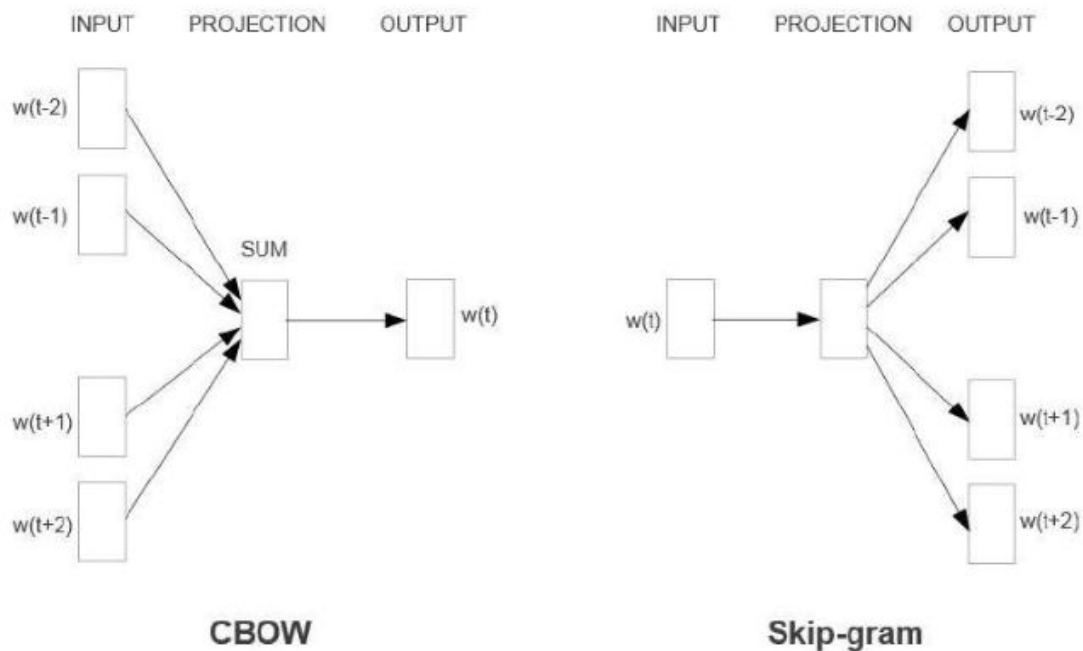 INPUT PROJECTION OUTPUT
w(t-2)
w(t-1)
SUM
w(t)
w(t+1)
w(t+2)
CBOW
INPUT PROJECTION OUTPUT
w(t-2)
w(t-1)
w(t)
w(t+1)
w(t+2)
Skip-gram